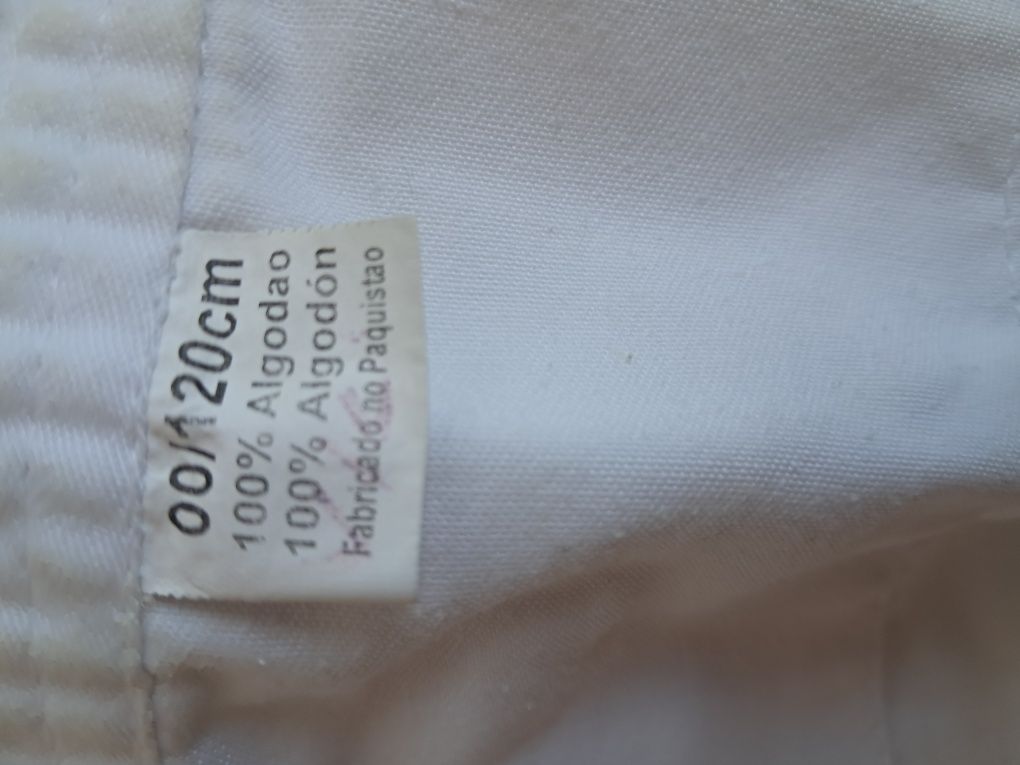 00/120cm
100% Algodao
100% Algodón
Fabricado no Paquistao